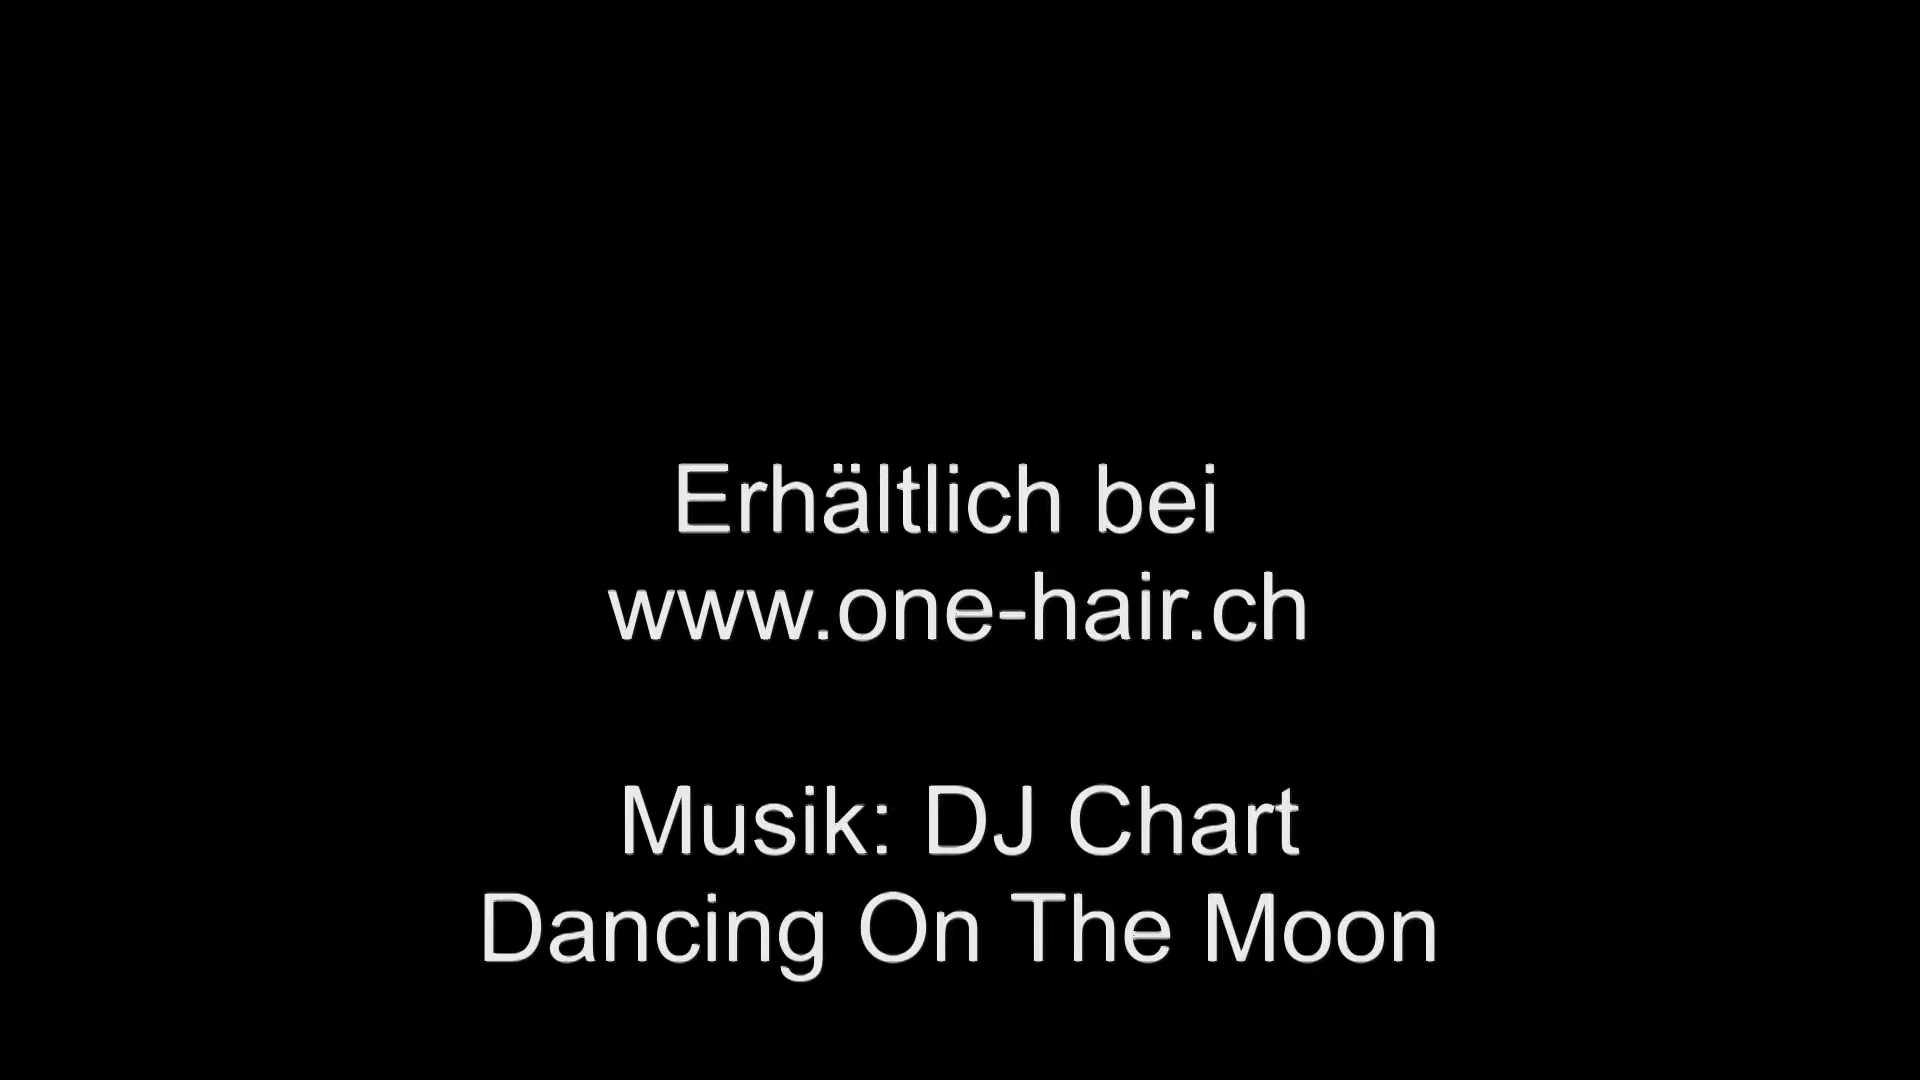 Erhältlich bei
www.one-hair.ch
Musik: DJ Chart
Dancing On The Moon